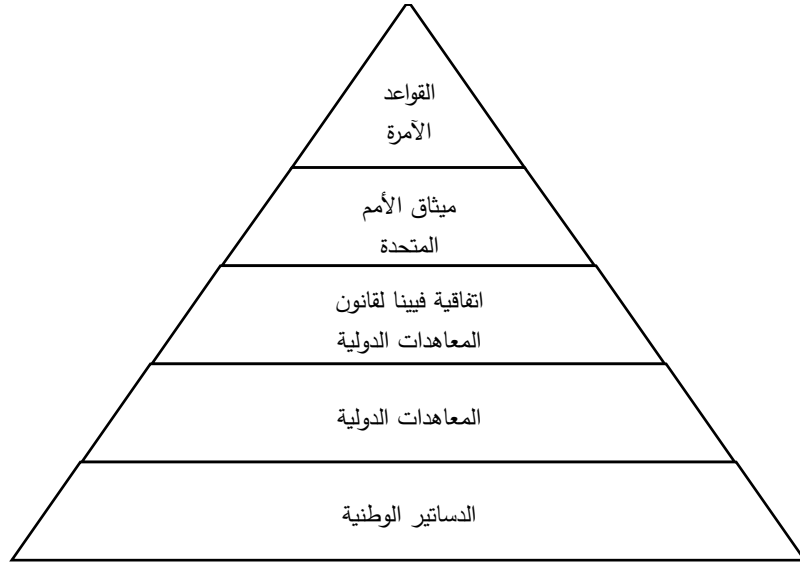 القواعد
الآمرة
ميثاق الأمم
المتحدة
اتفاقية فيينا لقانون
المعاهدات الدولية
المعاهدات الدولية
الدساتير الوطنية